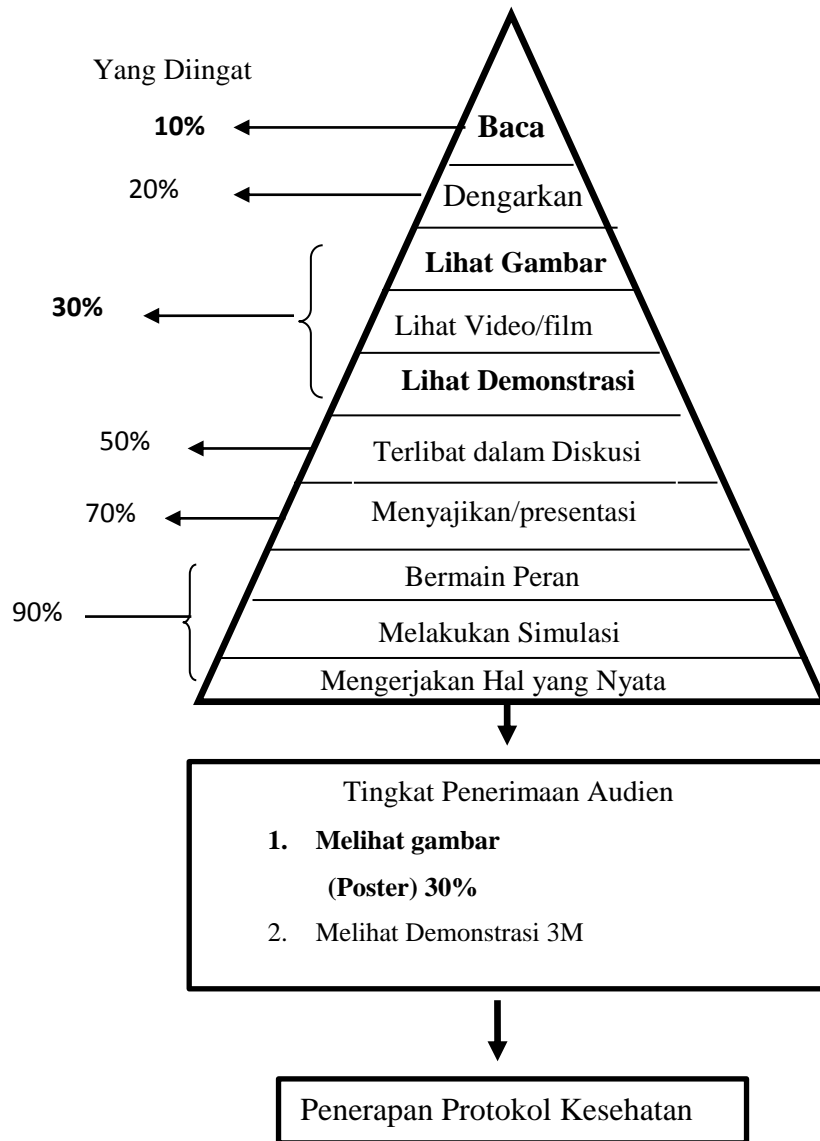 Yang Diingat
10%
Baca
20%
Dengarkan
Lihat Gambar
30%
Lihat Video/film
Lihat Demonstrasi
50%
Terlibat dalam Diskusi
70%
Menyajikan/presentasi
Bermain Peran
90%
Melakukan Simulasi
Mengerjakan Hal yang Nyata
Tingkat Penerimaan Audien
1. Melihat gambar
(Poster) 30%
2. Melihat Demonstrasi 3M
Penerapan Protokol Kesehatan